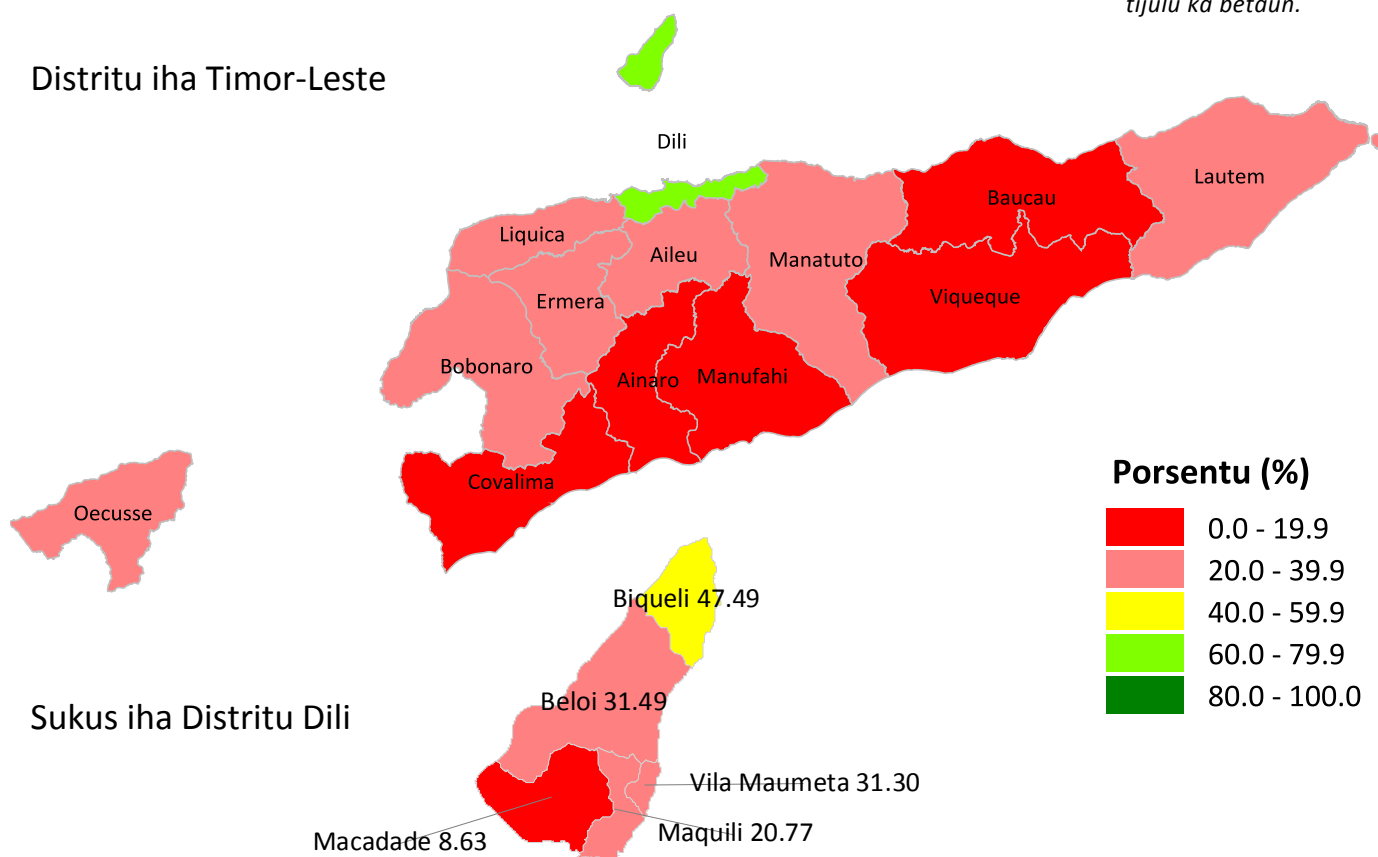 tijulu ka betaun.
Distritu iha Timor-Leste
Dili
Lautem
Baucau
Liquica
Aileu
Manatuto
Viqueque
Ermera
Bobonaro
Ainaro
Manufahi
Covalima
Oecusse
Porsentu (%)
0.0 - 19.9
20.0 - 39.9
40.0 - 59.9
60.0 - 79.9
80.0 - 100.0
Biqueli 47.49
Beloi 31.49
Sukus iha Distritu Dili
Vila Maumeta 31.30
Maquili 20.77
Macadade 8.63